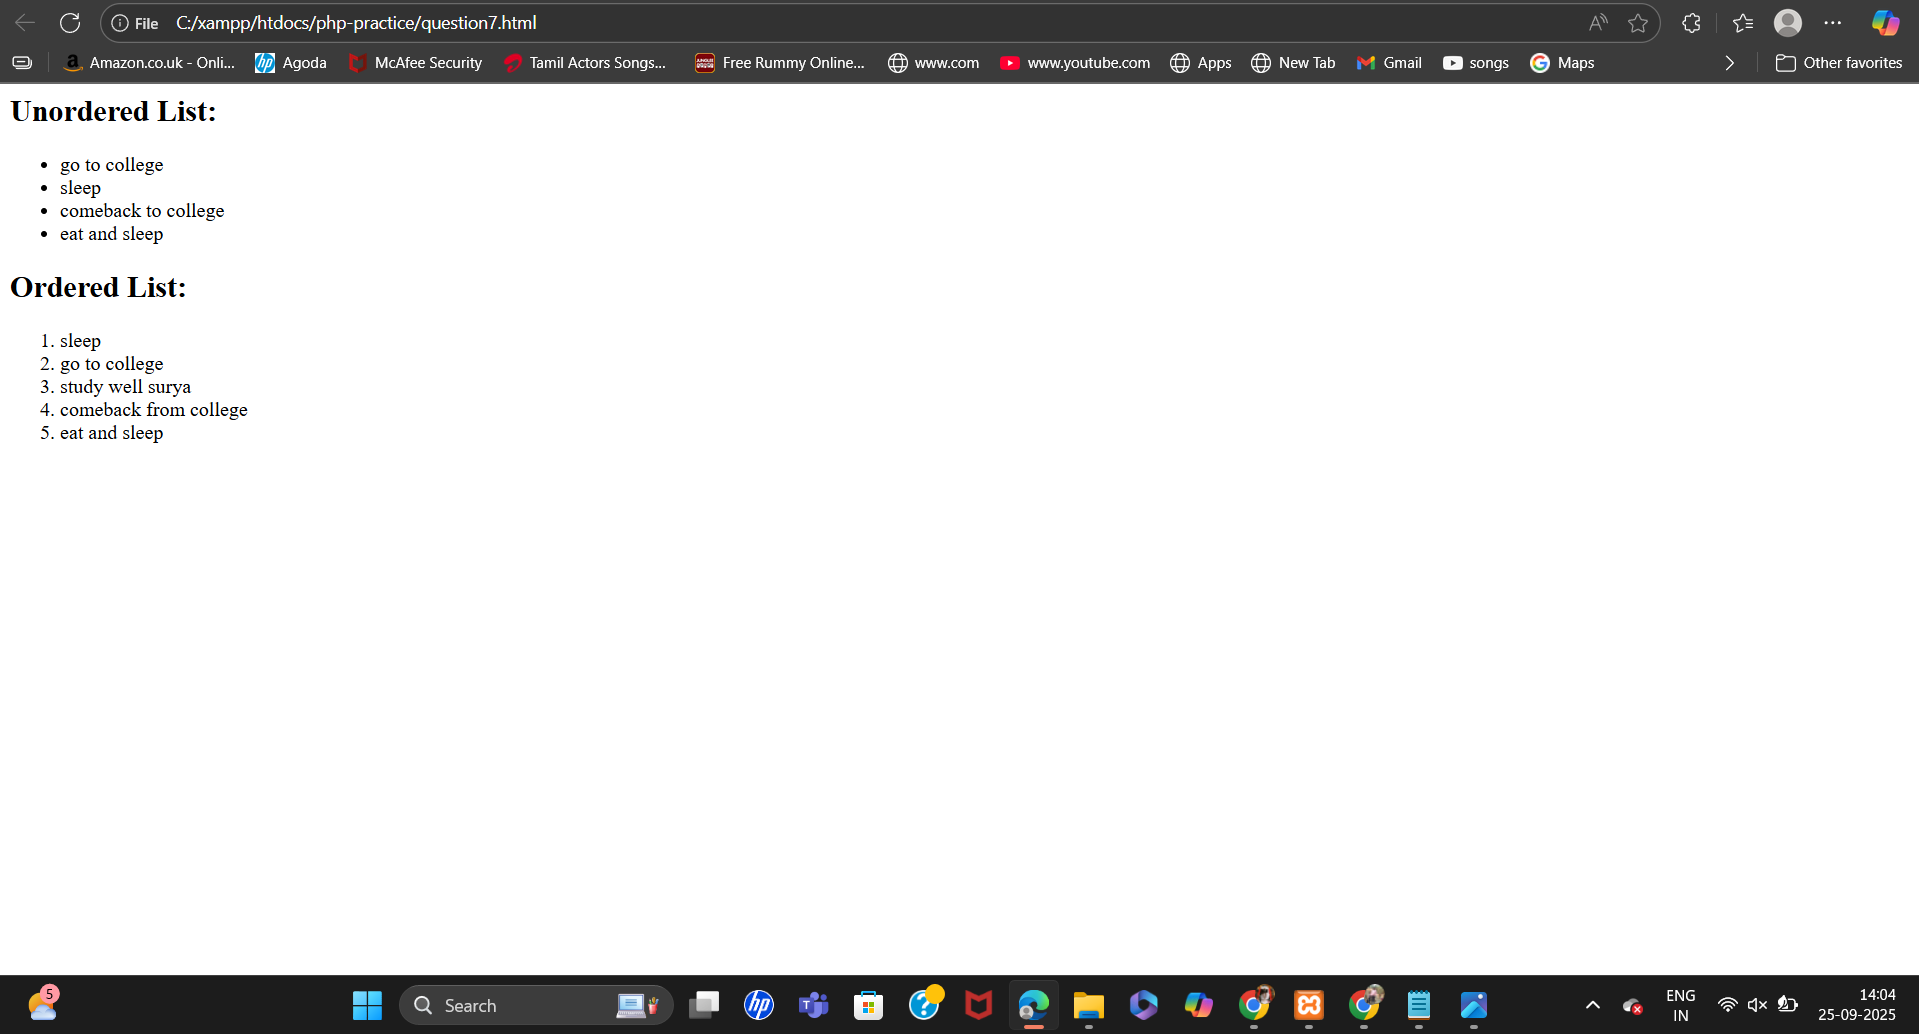 File C:/xampp/htdocs/php-practice/question7.html
Amazon.co.uk - Onli... Agoda McAfee Security Tamil Actors Songs... Free Rummy Online... www.com www.youtube.com Apps New Tab Gmail songs Maps Other favorites
Unordered List:
• go to college
• sleep
• comeback to college
• eat and sleep
Ordered List:
1. sleep
2. go to college
3. study well surya
4. comeback from college
5. eat and sleep
5
Search
ENG
IN
14:04
25-09-2025